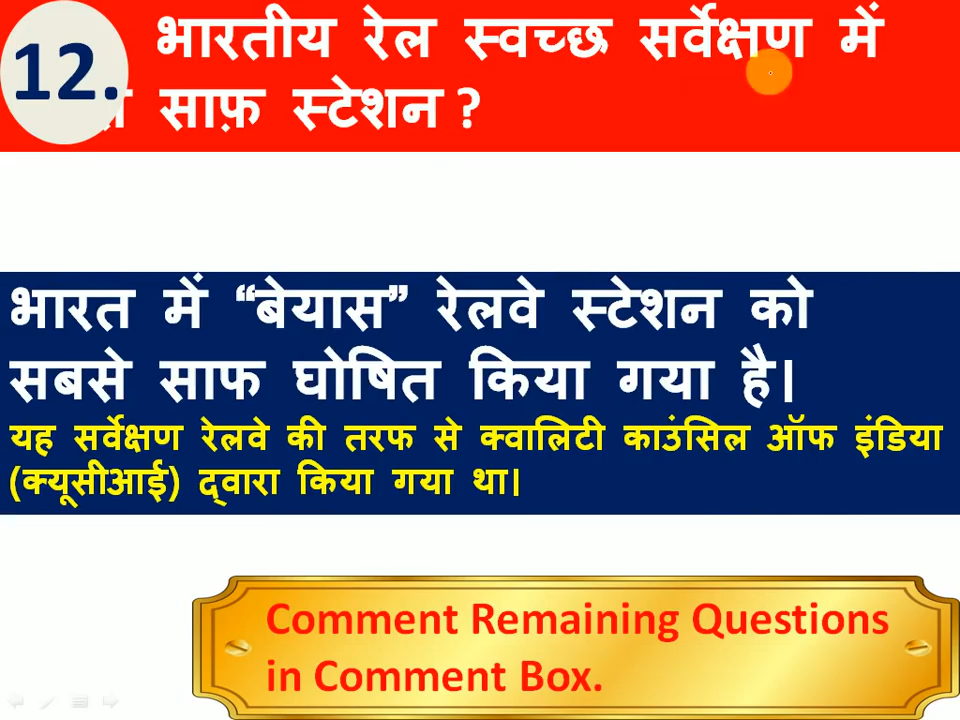 12. भारतीय रेल स्वच्छ सर्वेक्षण में
साफ़ स्टेशन ?
भारत में “बेयास” रेलवे स्टेशन को
सबसे साफ घोषित किया गया है।
यह सर्वेक्षण रेलवे की तरफ से क्वालिटी काउंसिल ऑफ इंडिया
(क्यूसीआई) द्वारा किया गया था।
Comment Remaining Questions
in Comment Box.